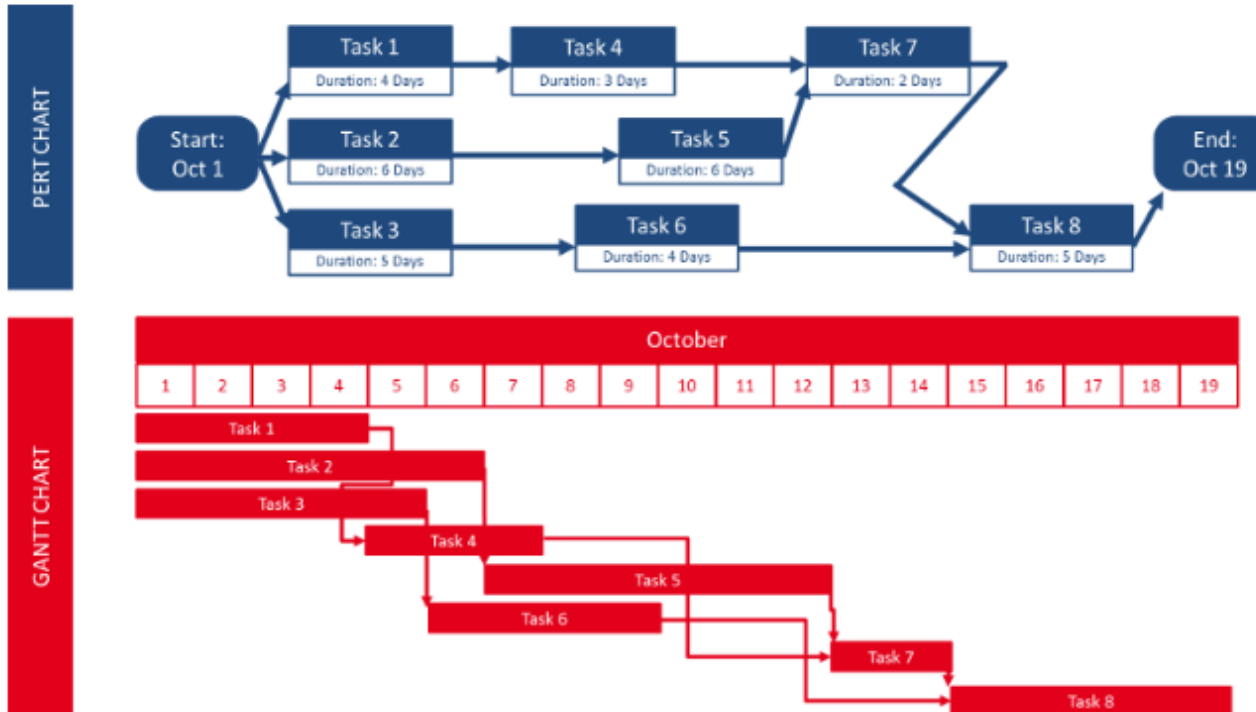 PERT CHART
Start:
Oct 1
Task 1
Duration: 4 Days
Task 4
Duration: 3 Days
Task 7
Duration: 2 Days
Task 2
Duration: 6 Days
Task 5
Duration: 6 Days
Task 3
Duration: 5 Days
Task 6
Duration: 4 Days
Task 8
Duration: 5 Days
End:
Oct 19
GANTT CHART
October
1 2 3 4 5 6 7 8 9 10 11 12 13 14 15 16 17 18 19
Task 1
Task 2
Task 3
Task 4
Task 5
Task 6
Task 7
Task 8